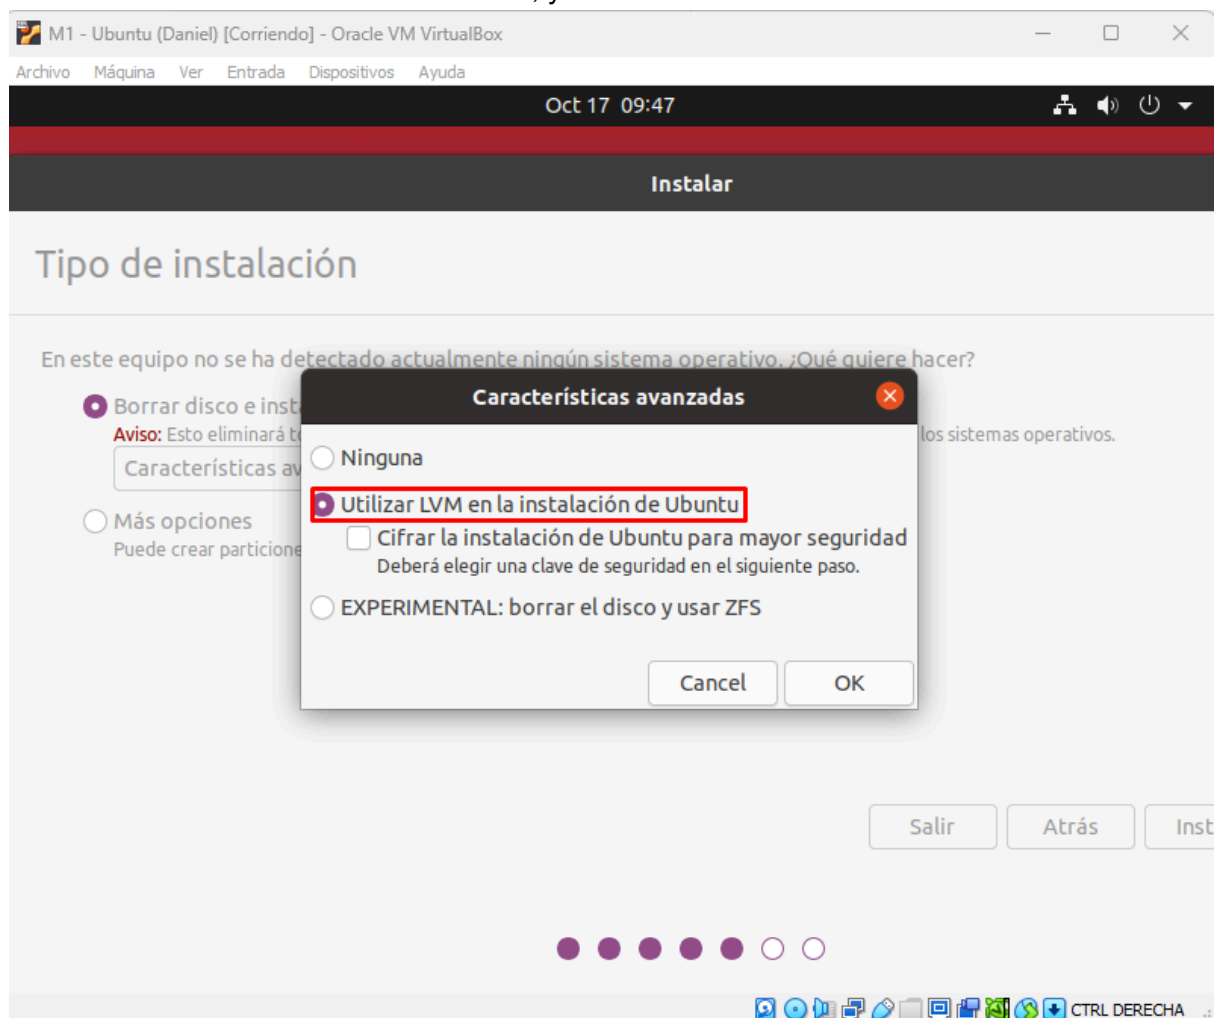 M1 - Ubuntu (Daniel) [Corriendo] - Oracle VM VirtualBox
Archivo Máquina Ver Entrada Dispositivos Ayuda
Oct 17 09:47
Instalar
Tipo de instalación
En este equipo no se ha detectado actualmente ningún sistema operativo. ¿Qué quiere hacer?
Borrar disco e inst
Aviso: Esto eliminará t
los sistemas operativos.
Características av
Más opciones
Puede crear particione
Características avanzadas
Ninguna
Utilizar LVM en la instalación de Ubuntu
Cifrar la instalación de Ubuntu para mayor seguridad
Deberá elegir una clave de seguridad en el siguiente paso.
EXPERIMENTAL: borrar el disco y usar ZFS
Cancel OK
Salir Atrás Inst
CTRL DERECHA